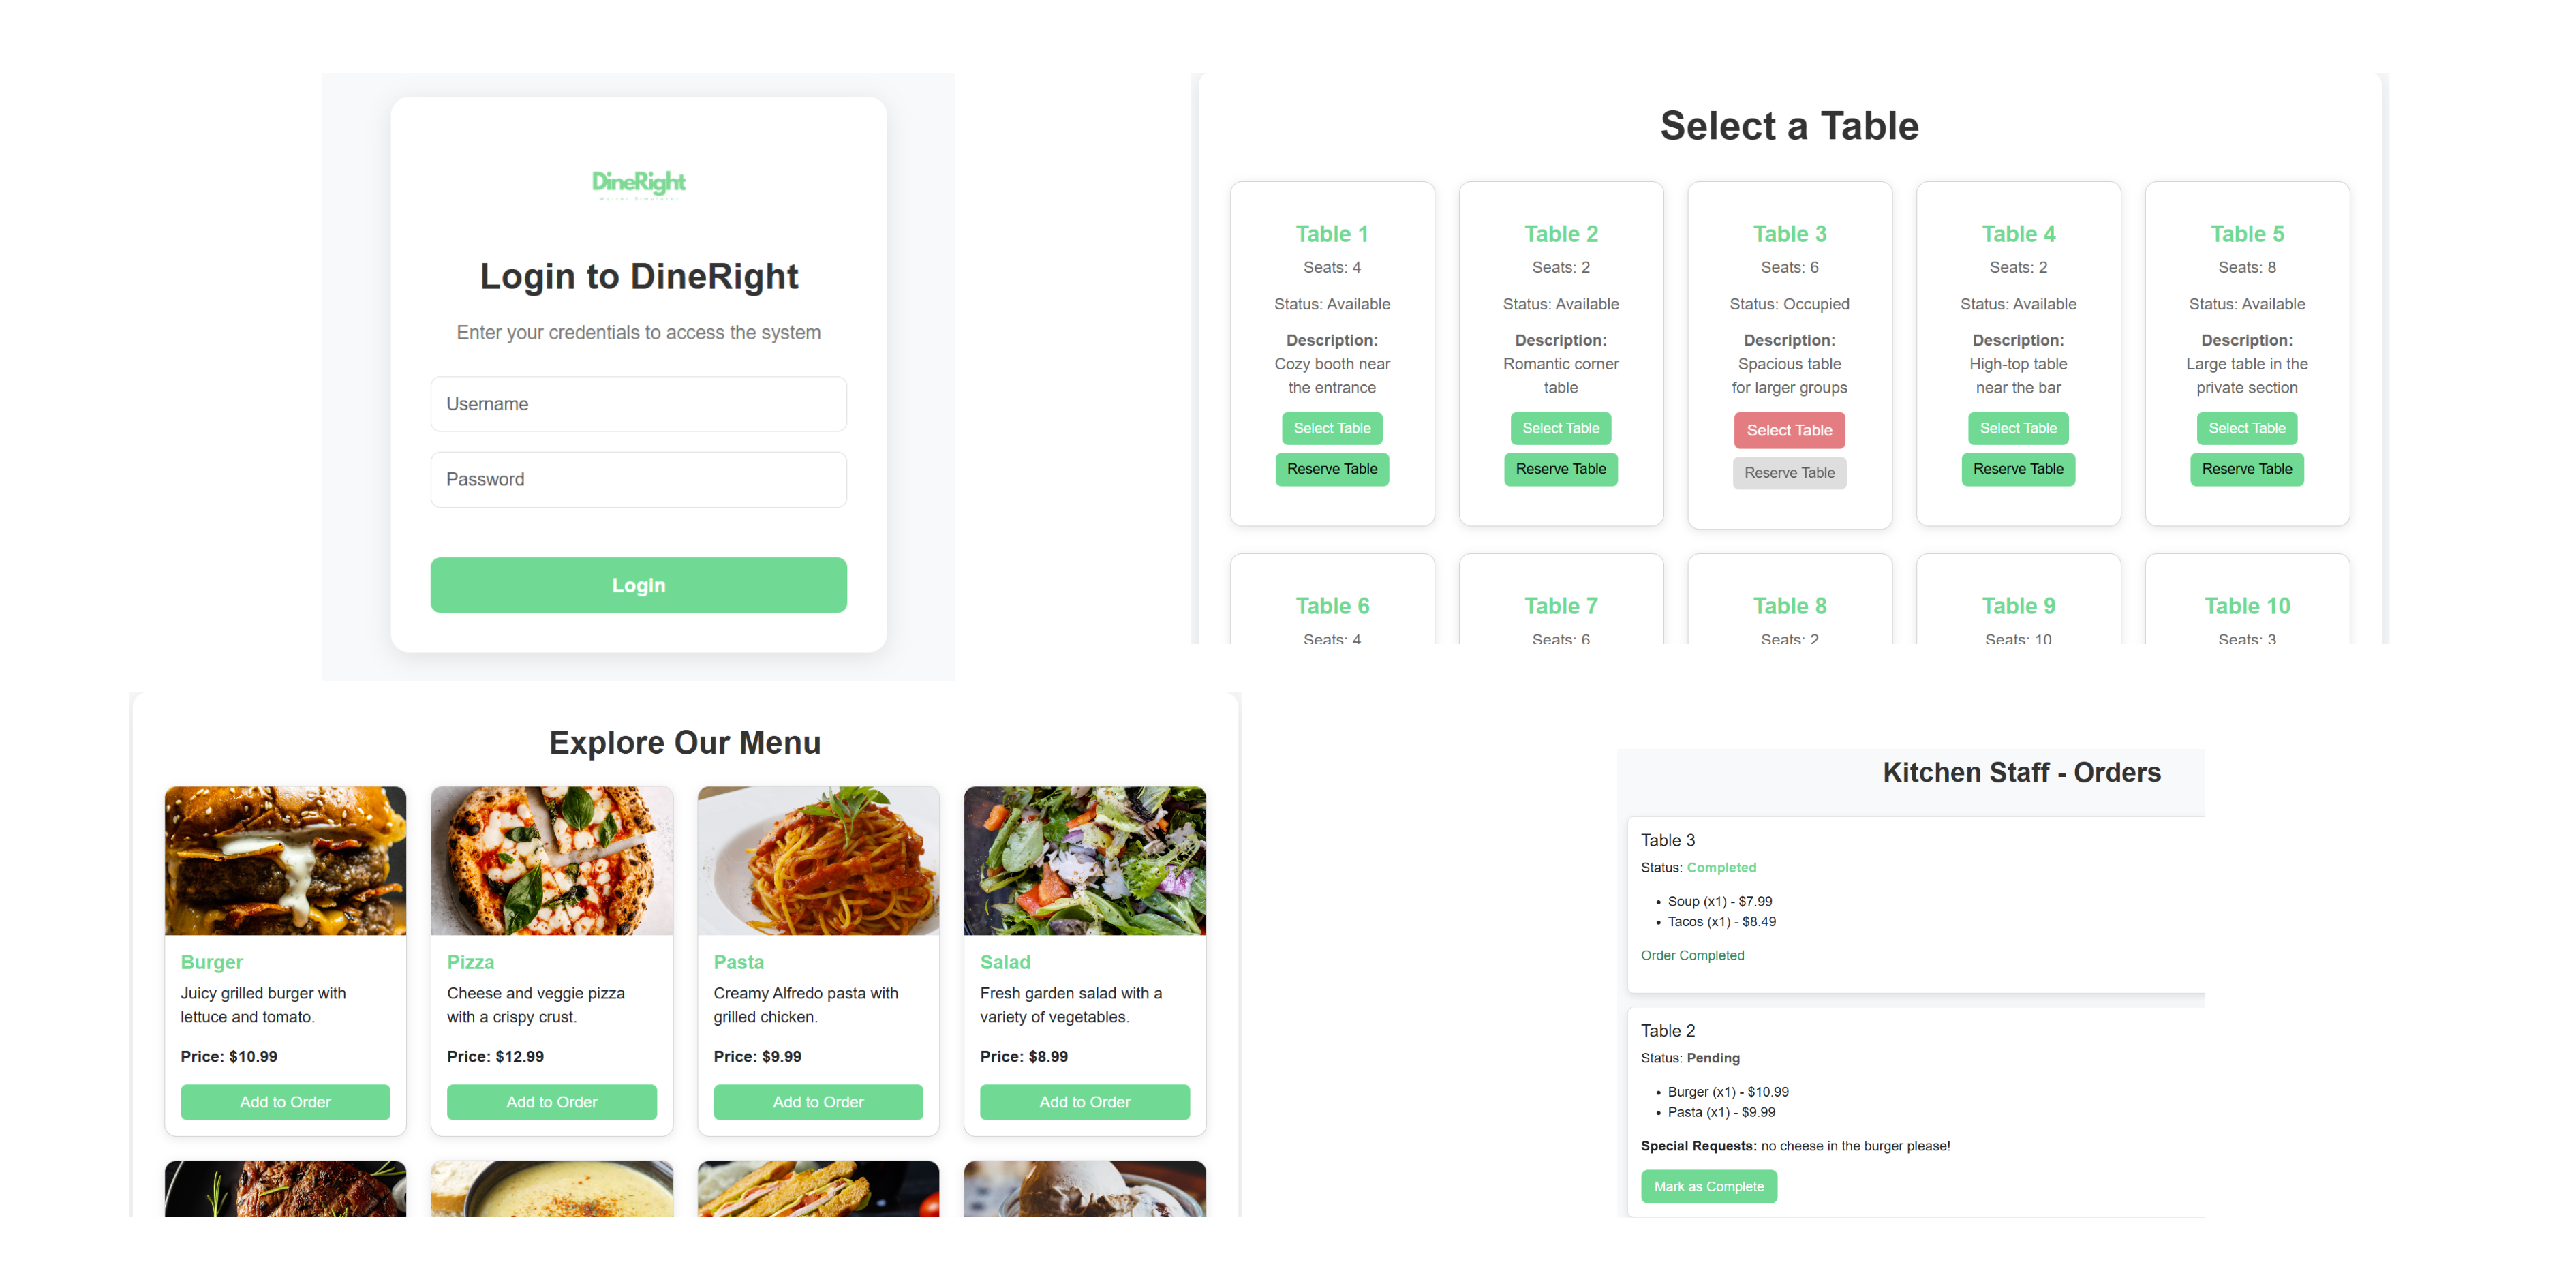 DineRight
Waiter Simulator
Login to DineRight
Enter your credentials to access the system
Username
Password
Login
Select a Table
Table 1
Seats: 4
Status: Available
Description:
Cozy booth near
the entrance
Select Table
Reserve Table
Table 2
Seats: 2
Status: Available
Description:
Romantic corner
table
Select Table
Reserve Table
Table 3
Seats: 6
Status: Occupied
Description:
Spacious table
for larger groups
Select Table
Reserve Table
Table 4
Seats: 2
Status: Available
Description:
High-top table
near the bar
Select Table
Reserve Table
Table 5
Seats: 8
Status: Available
Description:
Large table in the
private section
Select Table
Reserve Table
Table 6
Seats: 4
Table 7
Seats: 6
Table 8
Seats: 2
Table 9
Seats: 10
Table 10
Seats: 3
Explore Our Menu
Burger
Juicy grilled burger with
lettuce and tomato.
Price: $10.99
Add to Order
Pizza
Cheese and veggie pizza
with a crispy crust.
Price: $12.99
Add to Order
Pasta
Creamy Alfredo pasta with
grilled chicken.
Price: $9.99
Add to Order
Salad
Fresh garden salad with a
variety of vegetables.
Price: $8.99
Add to Order
Kitchen Staff - Orders
Table 3
Status: Completed
• Soup (x1) - $7.99
• Tacos (x1) - $8.49
Order Completed
Table 2
Status: Pending
• Burger (x1) - $10.99
• Pasta (x1) - $9.99
Special Requests: no cheese in the burger please!
Mark as Complete